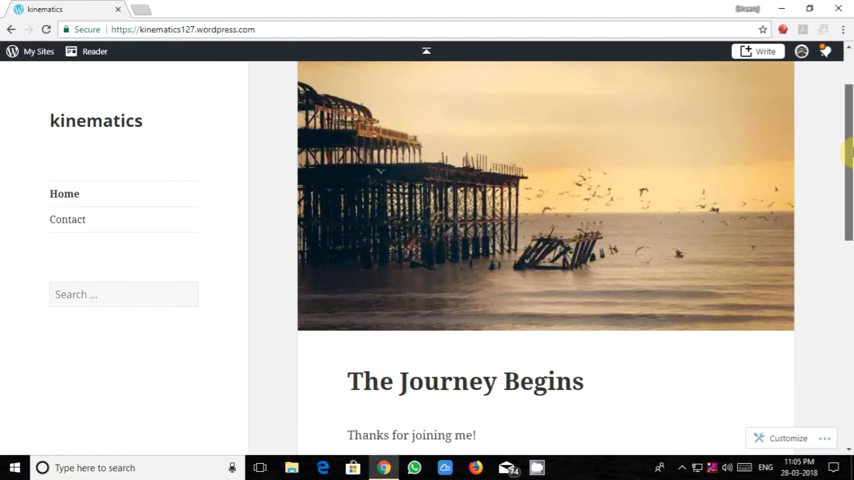 kinematics
Secure
https://kinematics127.wordpress.com
My Sites
Reader
Write
kinematics
Home
Contact
Search ...
The Journey Begins
Thanks for joining me!
Customize
Type here to search
74
ENG
11:05 PM
28-03-2018